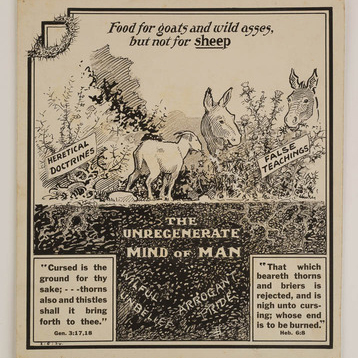 Food for goats and wild asses,
but not for sheep
HERETICAL
DOCTRINES
FALSE
TEACHINGS
THE
UNREGENERATE
MIND OF MAN
WILFUL
UNBELIEF
ARROGANT
PRIDE
"Cursed is the
ground for thy
sake; - - -thorns
also and thistles
shall it bring
forth to thee."
Gen. 3:17,18
"That which
beareth thorns
and briers is
rejected, and is
nigh unto curs-
ing; whose end
is to be burned."
Heb. 6:8